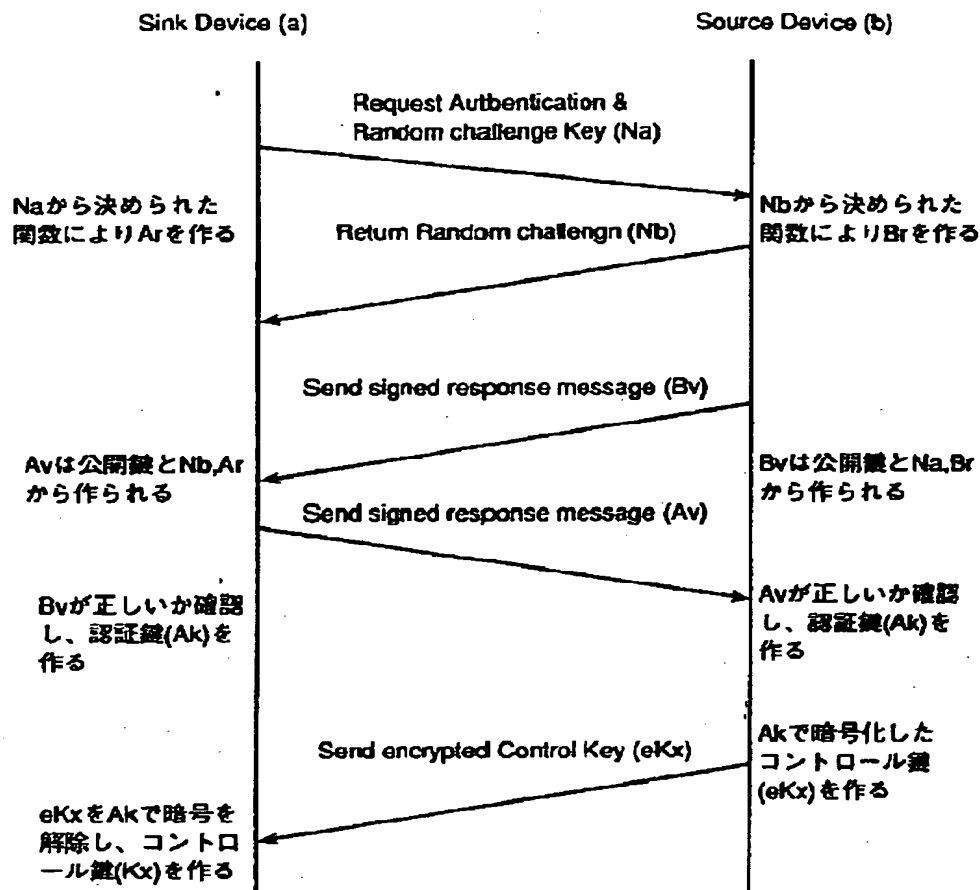 Sink Device (a)
Source Device (b)
Request Autbentication &
Random challenge Key (Na)
Naから決められた
関数によりArを作る
Nbから決められた
関数によりBrを作る
Return Random challengn (Nb)
Send signed response message (Bv)
Avは公開鍵とNb,Ar
から作られる
Bvは公開鍵とNa,Br
から作られる
Send signed response message (Av)
Bvが正しいか確認
し、認証鍵(Ak)を
作る
Avが正しいか確認
し、認証鍵(Ak)を
作る
Send encrypted Control Key (eKx)
Akで暗号化した
コントロール鍵
(eKx)を作る
eKxをAkで暗号を
解除し、コントロ
ール鍵(Kx)を作る